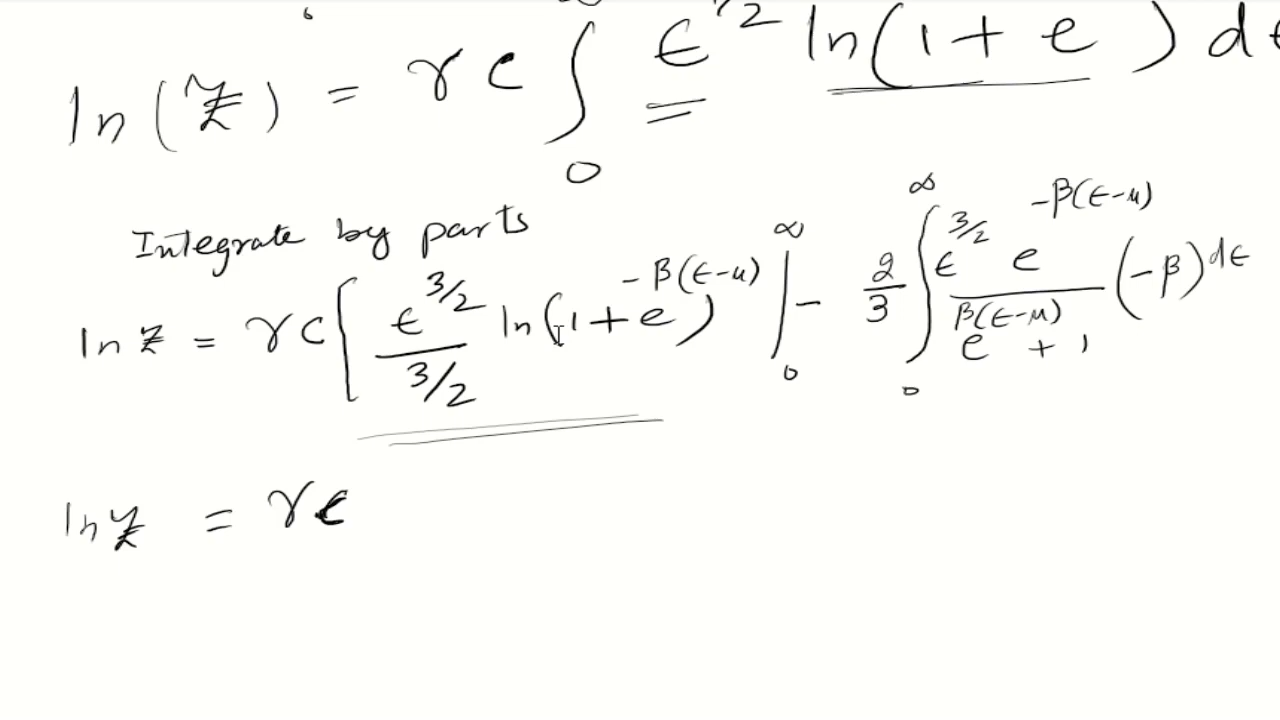 ln(Z) = γc ∫₀^∞ ε^1/2 ln(1 + e ) dε
Integrate by parts
ln Z = γc [ ε^3/2 / 3/2 ln(1 + e^-β(ε-μ)) |₀^∞ - 2/3 ∫₀^∞ ε^3/2 e^-β(ε-μ) / e^β(ε-μ) + 1 (-β) dε
ln Z = γc